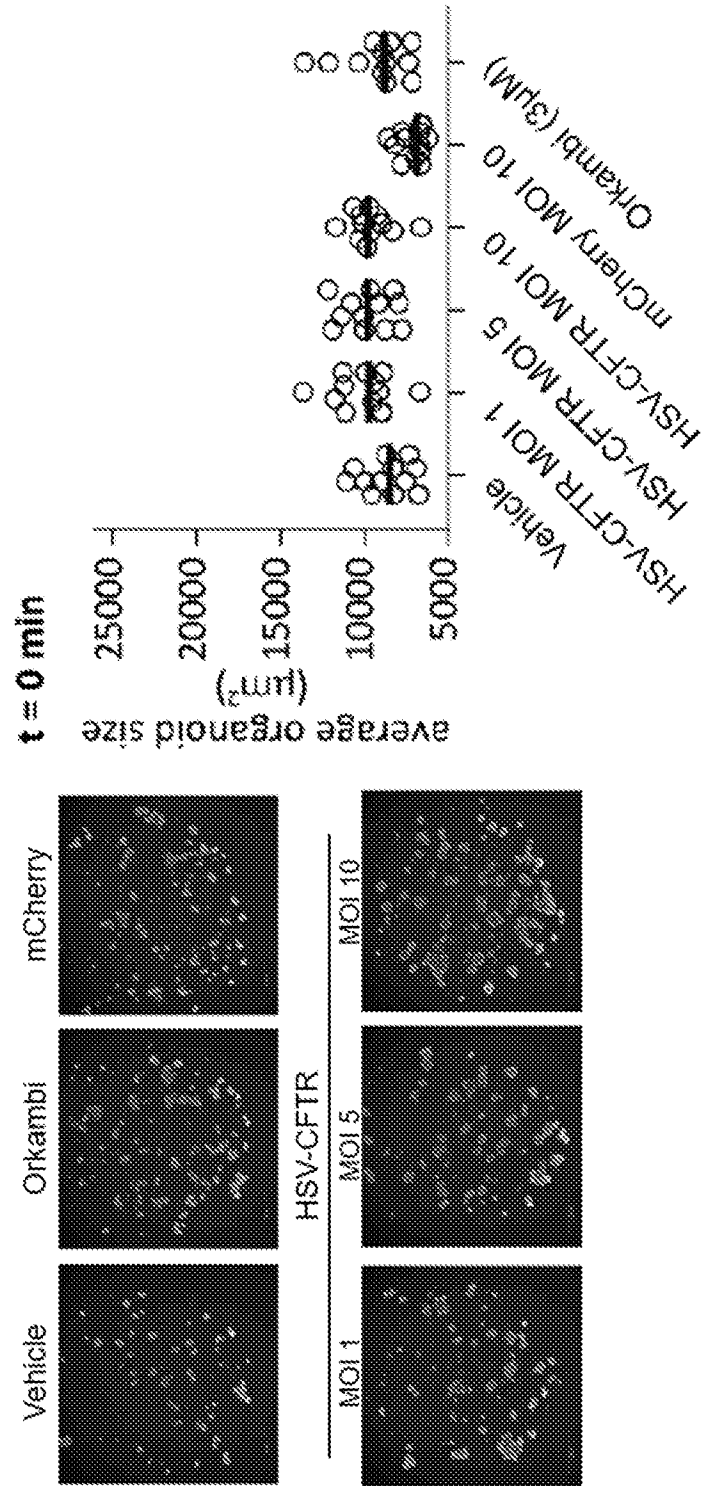 Vehicle
Orkambi
mCherry
HSV-CFTR
MOI 1
MOI 5
MOI 10
t = 0 min
average organoid size
(µm²)
25000
20000
15000
10000
5000
Vehicle
HSV-CFTR MOI 1
HSV-CFTR MOI 5
HSV-CFTR MOI 10
mCherry MOI 10
Orkambi (3µM)